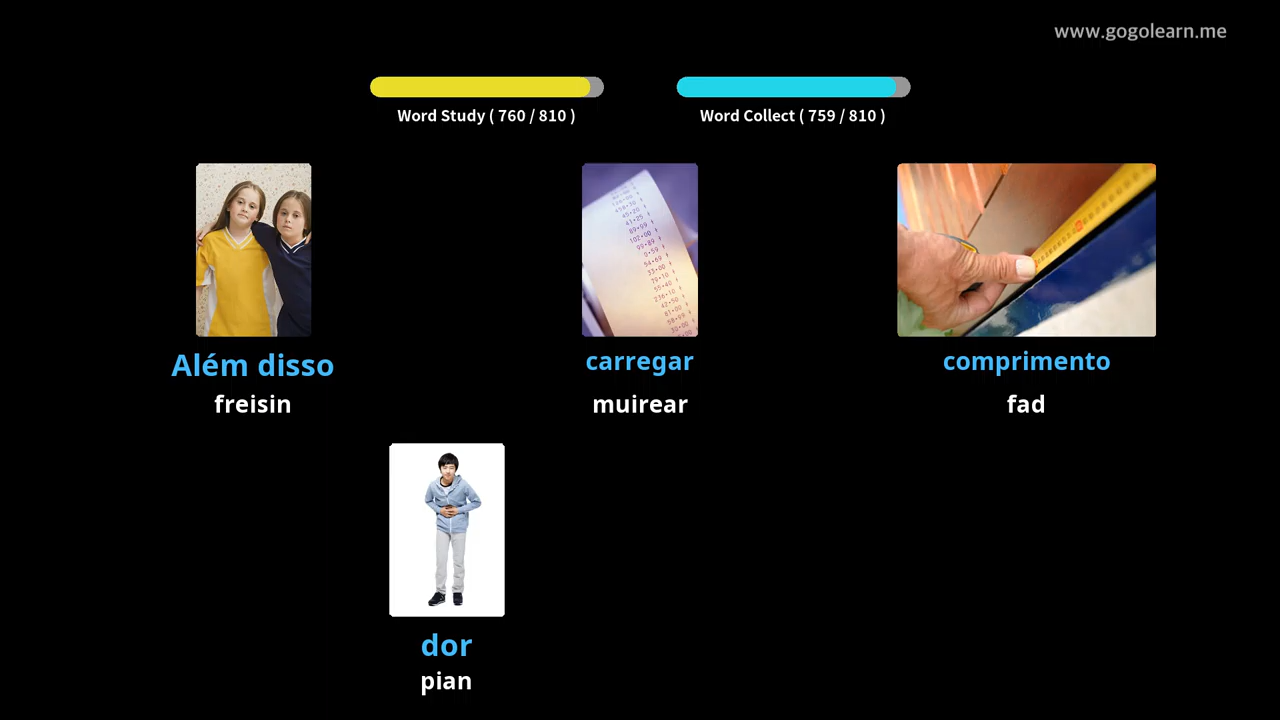 www.gogolearn.me
Word Study ( 760 / 810 )
Word Collect ( 759 / 810 )
Além disso
carregar
comprimento
freisin
muirear
fad
dor
pian